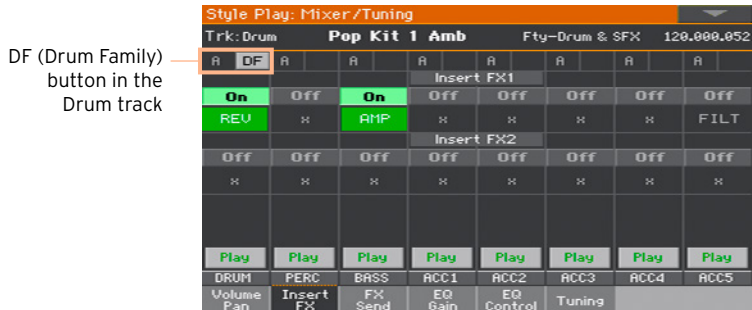 Style Play: Mixer/Tuning
Trk: Drum Pop Kit 1 Amb Fty-Drum & SFX 120.000.052
DF (Drum Family)
button in the
Drum track
A DF A A A A A A A
Insert FX1
On Off On Off Off Off Off Off
REV x AMP x x x x FILT
Insert FX2
Off Off Off Off Off Off Off Off
x x x x x x x x
Play Play Play Play Play Play Play Play
DRUM PERC BASS ACC1 ACC2 ACC3 ACC4 ACC5
Volume Pan Insert FX FX Send EQ Gain EQ Control Tuning